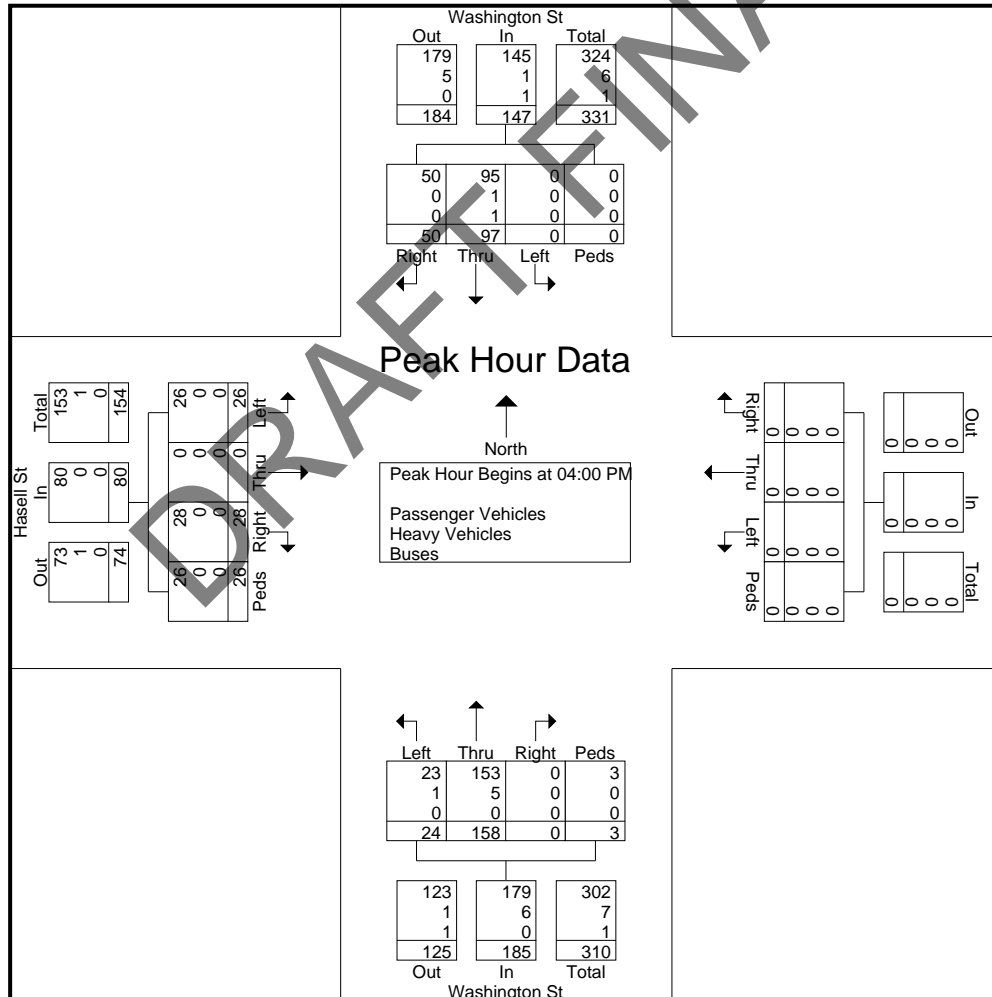 Washington St
Out In Total
179 145 324
5 1 6
0 1 1
184 147 331
50 95 0 0
0 1 0 0
0 1 0 0
50 97 0 0
Right Thru Left Peds
Peak Hour Data
North
Peak Hour Begins at 04:00 PM
Passenger Vehicles
Heavy Vehicles
Buses
Hasell St
Total In Out
153 80 73
1 0 1
0 0 0
154 80 74
26 0 28 26
0 0 0 0
0 0 0 0
26 0 28 26
Left Thru Right Peds
Right Thru Left Peds
0 0 0 0
0 0 0 0
0 0 0 0
0 0 0 0
Out In Total
0 0 0
0 0 0
0 0 0
0 0 0
Left Thru Right Peds
23 153 0 3
1 5 0 0
0 0 0 0
24 158 0 3
123 179 302
1 6 7
1 0 1
125 185 310
Out In Total
Washington St
DRAFT FINA